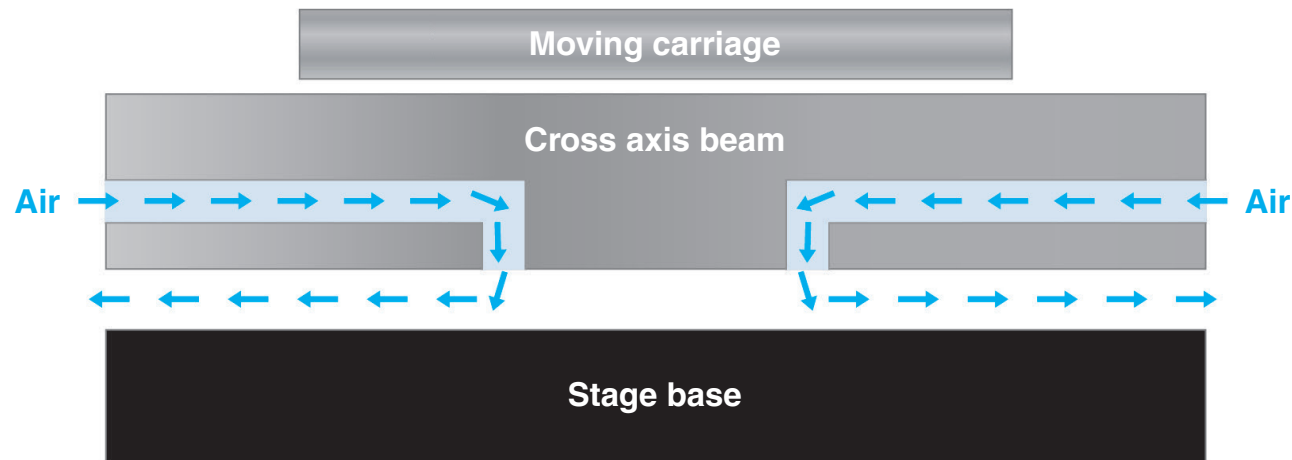 Moving carriage
Cross axis beam
Air
Air
Stage base